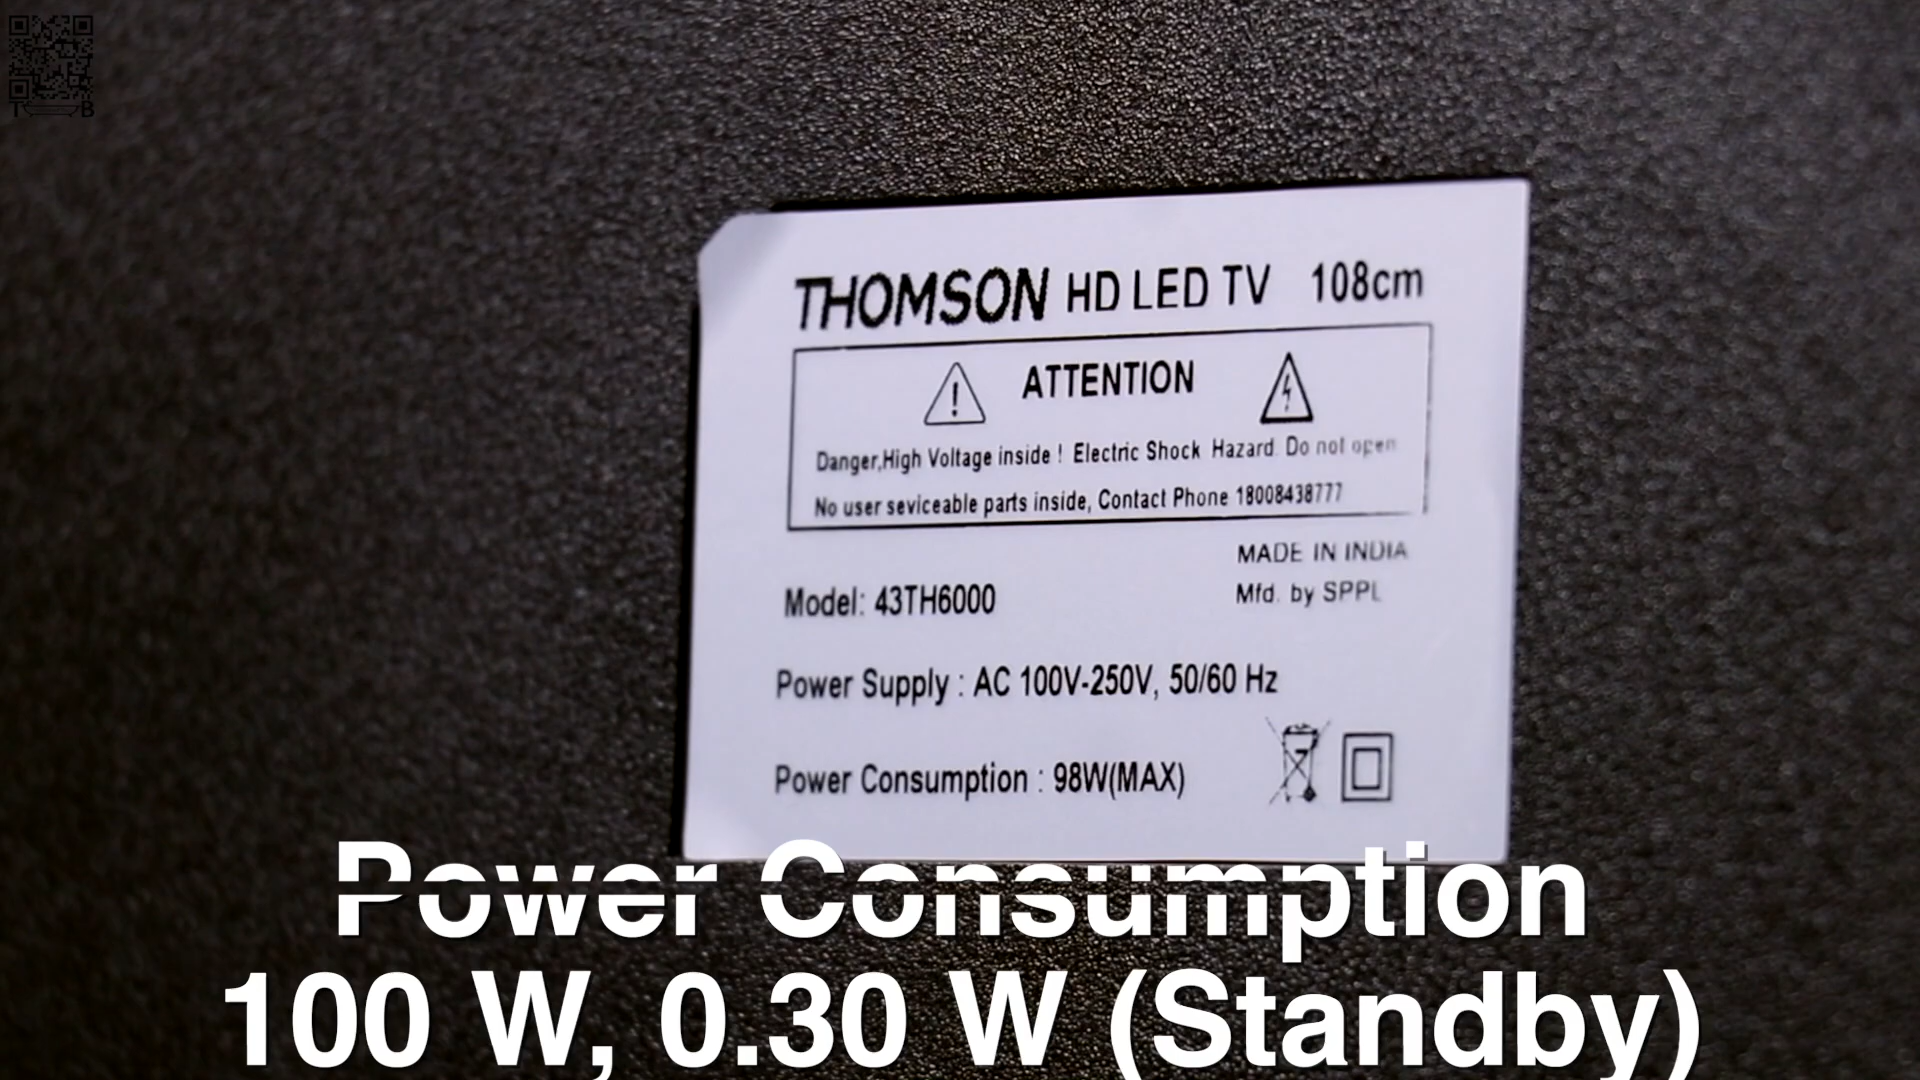 T B
THOMSON HD LED TV 108cm
ATTENTION
Danger,High Voltage inside ! Electric Shock Hazard. Do not open
No user seviceable parts inside, Contact Phone 18008438777
MADE IN INDIA
Mfd. by SPPL
Model: 43TH6000
Power Supply : AC 100V-250V, 50/60 Hz
Power Consumption : 98W(MAX)
Power Consumption
100 W, 0.30 W (Standby)